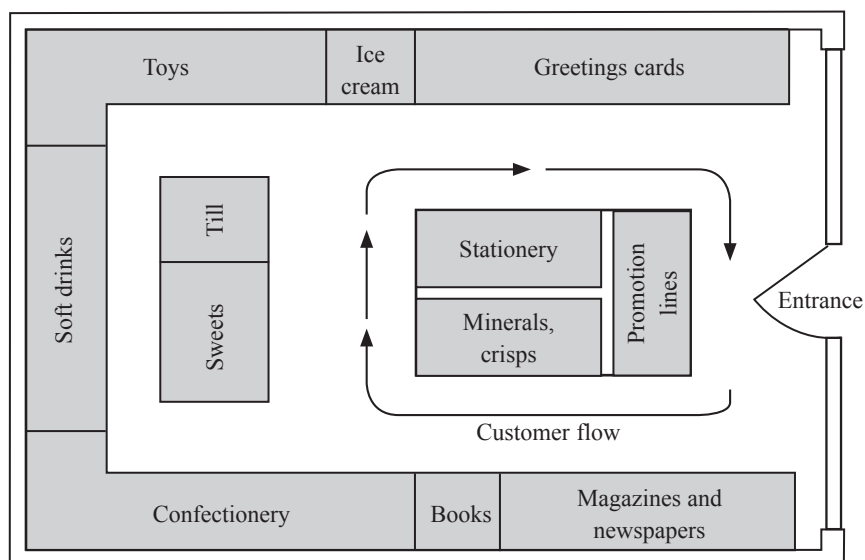 Toys
Ice
cream
Greetings cards
Till
Stationery
Promotion
lines
Soft drinks
Sweets
Minerals,
crisps
Entrance
Customer flow
Confectionery
Books
Magazines and
newspapers